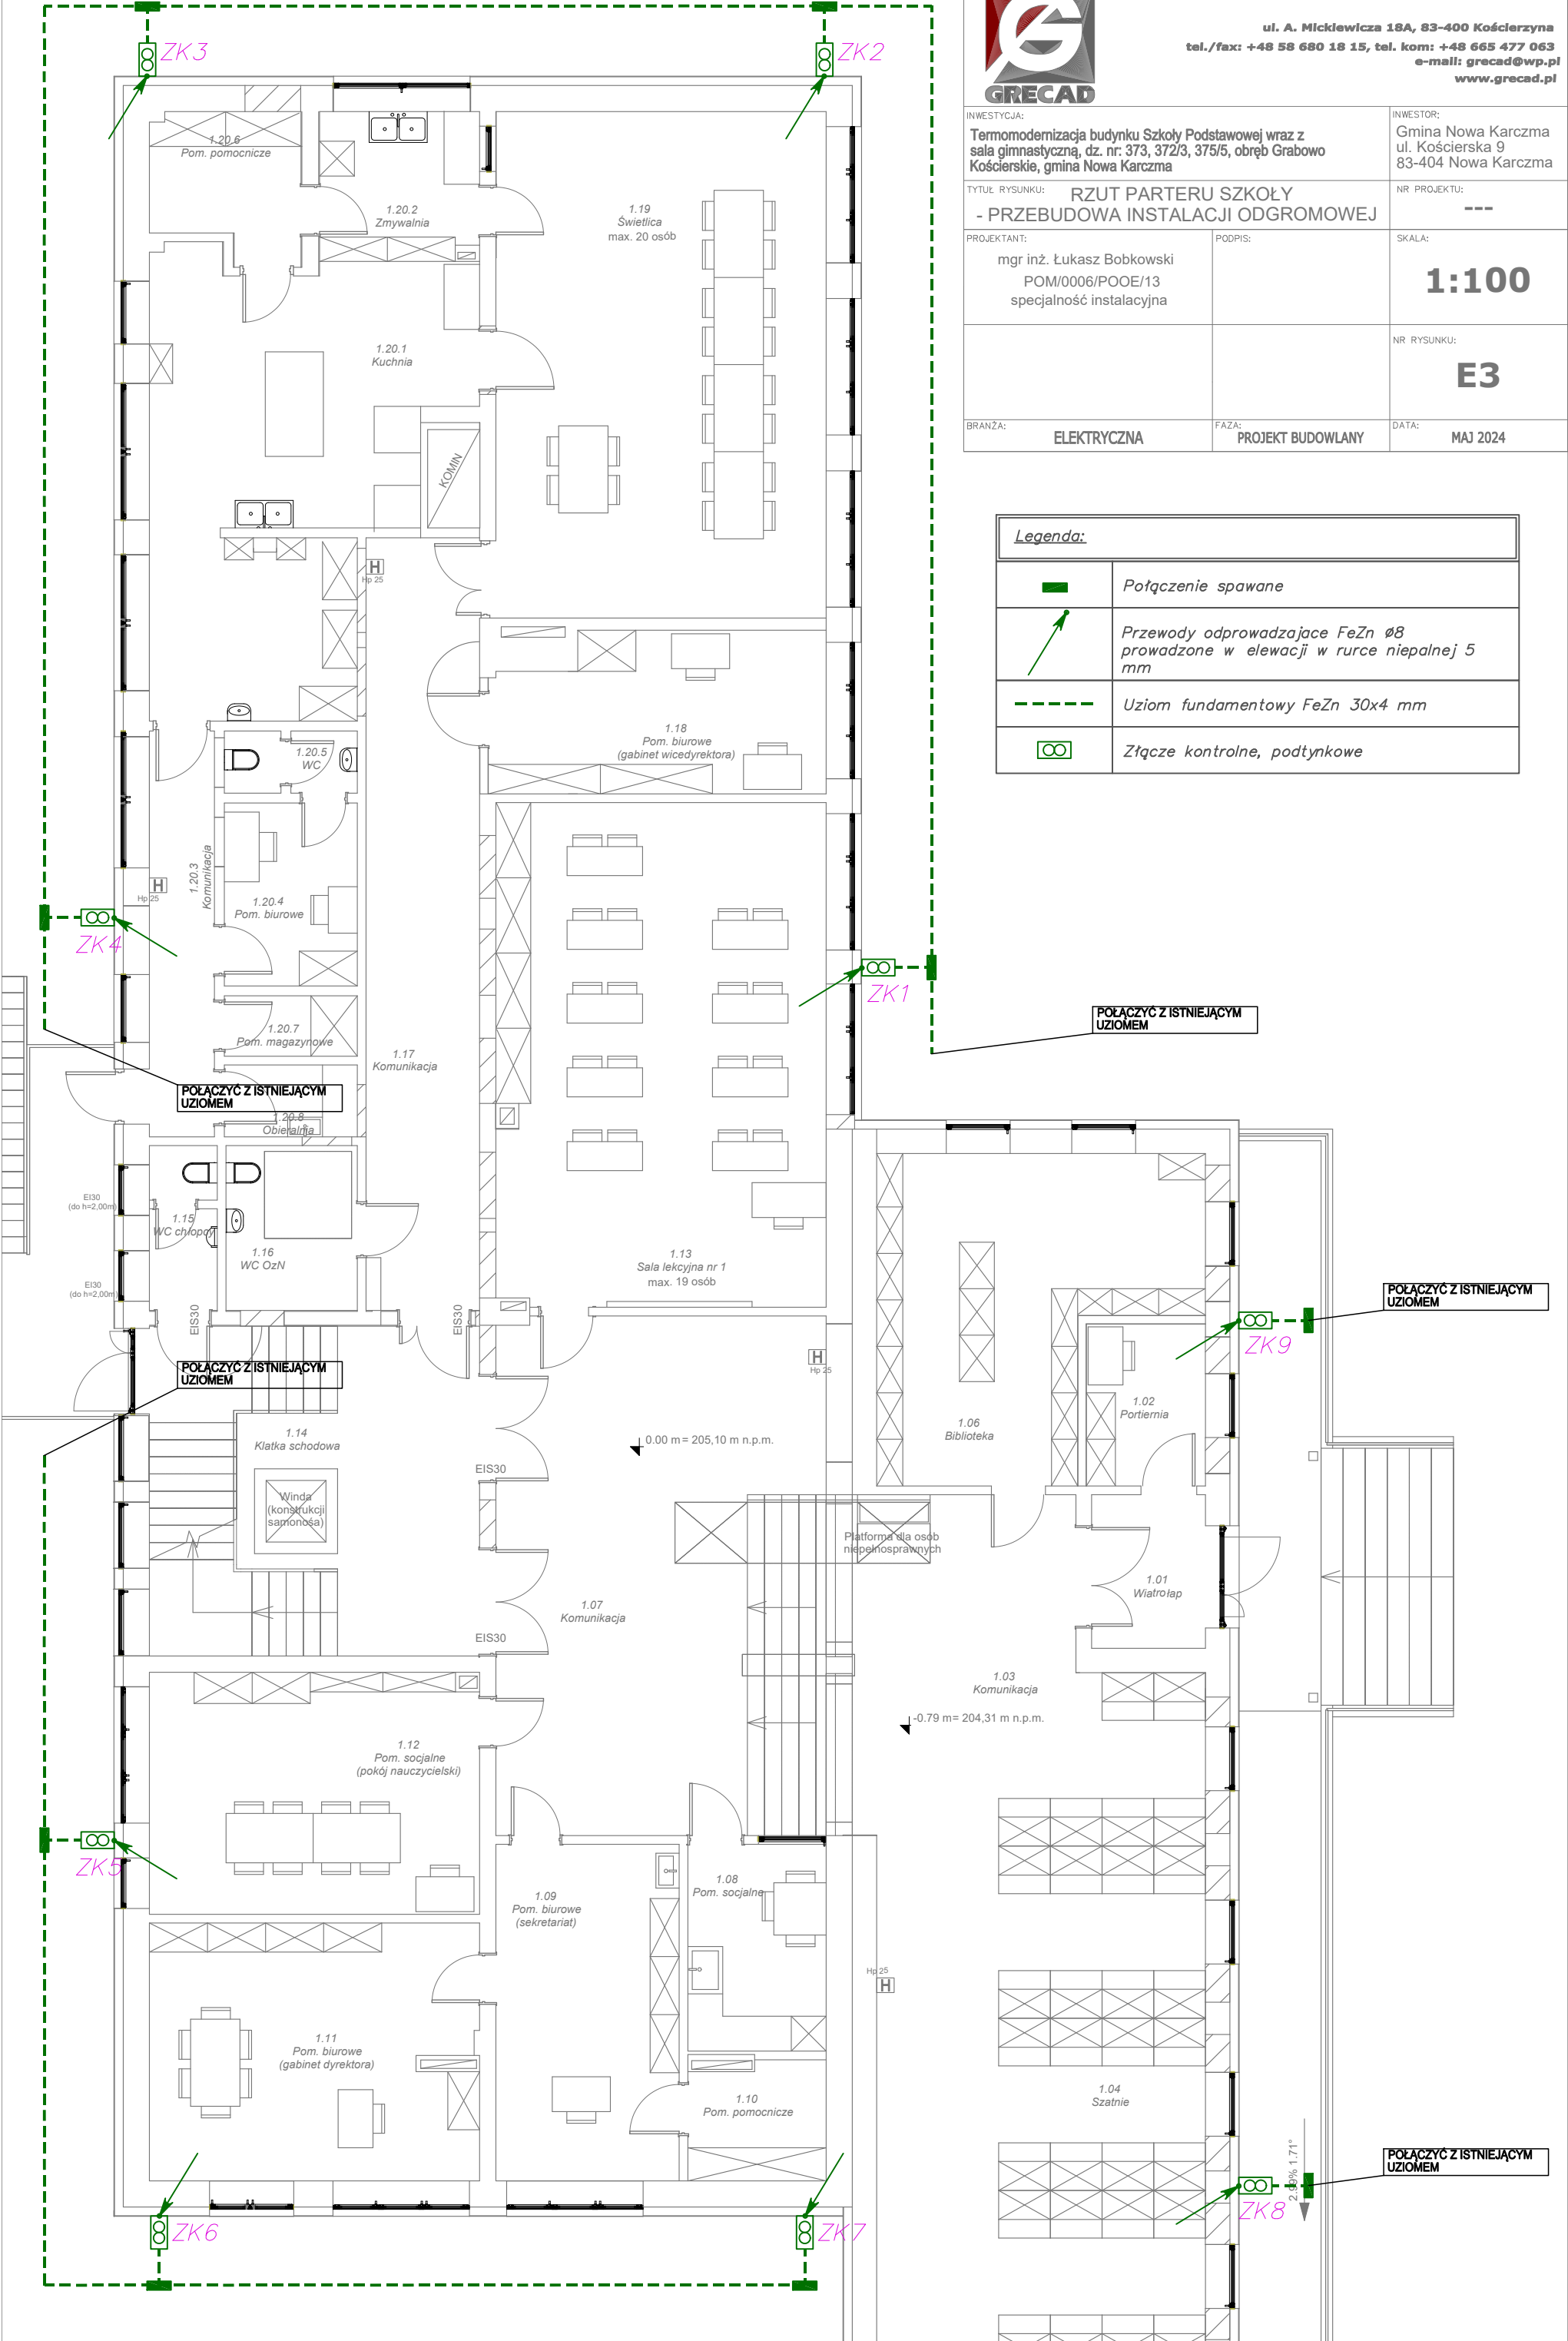 ul. A. Mickiewicza 18A, 83-400 Kościerzyna
tel./fax: +48 58 680 18 15, tel. kom: +48 665 477 063
e-mail: grecad@wp.pl
www.grecad.pl
GRECAD
INWESTYCJA:
Termomodernizacja budynku Szkoły Podstawowej wraz z
sala gimnastyczną, dz. nr: 373, 372/3, 375/5, obręb Grabowo
Kościerskie, gmina Nowa Karczma
INWESTOR:
Gmina Nowa Karczma
ul. Kościerska 9
83-404 Nowa Karczma
TYTUŁ RYSUNKU:
RZUT PARTERU SZKOŁY
- PRZEBUDOWA INSTALACJI ODGROMOWEJ
NR PROJEKTU:
---
PROJEKTANT:
mgr inż. Łukasz Bobkowski
POM/0006/POOE/13
specjalność instalacyjna
PODPIS:
SKALA:
1:100
NR RYSUNKU:
E3
BRANŻA:
ELEKTRYCZNA
FAZA:
PROJEKT BUDOWLANY
DATA:
MAJ 2024
Legenda:
Połączenie spawane
Przewody odprowadzajace FeZn ø8
prowadzone w elewacji w rurce niepalnej 5
mm
Uziom fundamentowy FeZn 30x4 mm
Złącze kontrolne, podtynkowe
ZK3
ZK2
1.20.6
Pom. pomocnicze
1.20.2
Zmywalnia
1.19
Świetlica
max. 20 osób
1.20.1
Kuchnia
KOMIN
H
Hp 25
1.18
Pom. biurowe
(gabinet wicedyrektora)
1.20.5
WC
1.20.3
Komunikacja
H
Hp 25
1.20.4
Pom. biurowe
ZK4
ZK1
POŁĄCZYĆ Z ISTNIEJĄCYM
UZIOMEM
1.20.7
Pom. magazynowe
1.17
Komunikacja
POŁĄCZYĆ Z ISTNIEJĄCYM
UZIOMEM
1.20.8
Obieralnia
EI30
(do h=2,00m)
1.15
WC chłopcy
1.16
WC OzN
1.13
Sala lekcyjna nr 1
max. 19 osób
EI30
(do h=2,00m)
EIS30
EIS30
POŁĄCZYĆ Z ISTNIEJĄCYM
UZIOMEM
ZK9
H
Hp 25
POŁĄCZYĆ Z ISTNIEJĄCYM
UZIOMEM
1.02
Portiernia
1.06
Biblioteka
1.14
Klatka schodowa
0.00 m = 205,10 m n.p.m.
EIS30
Winda
(konstrukcji
samonośa)
Platforma dla osób
niepełnosprawnych
1.01
Wiatrołap
1.07
Komunikacja
EIS30
1.03
Komunikacja
-0.79 m= 204,31 m n.p.m.
1.12
Pom. socjalne
(pokój nauczycielski)
ZK5
1.08
Pom. socjalne
1.09
Pom. biurowe
(sekretariat)
Hp 25
H
1.11
Pom. biurowe
(gabinet dyrektora)
1.10
Pom. pomocnicze
1.04
Szatnie
POŁĄCZYĆ Z ISTNIEJĄCYM
UZIOMEM
2.99% 1.71°
ZK8
ZK6
ZK7